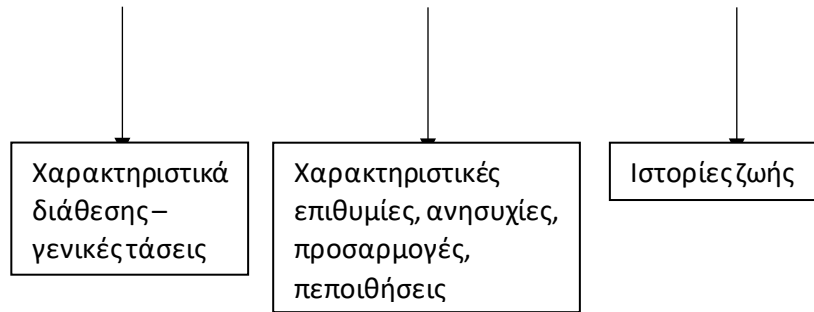 Χαρακτηριστικά
διάθεσης –
γενικές τάσεις
Χαρακτηριστικές
επιθυμίες, ανησυχίες,
προσαρμογές,
πεποιθήσεις
Ιστορίες ζωής